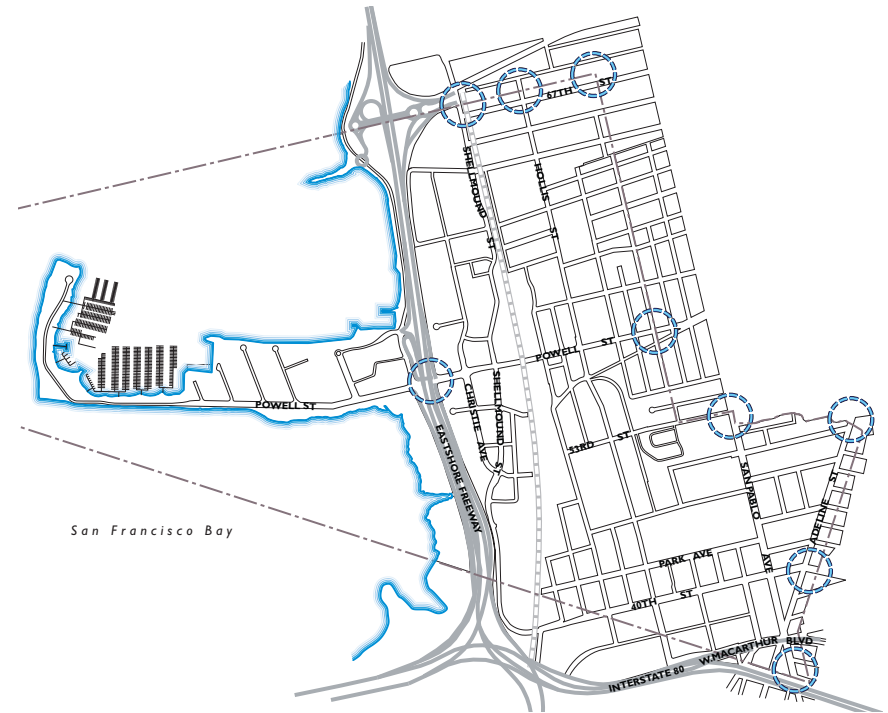 67TH ST
SHELLMOUND ST
HOLLIS ST
POWELL ST
POWELL ST
SHELLMOUND ST
CHRISTIE AVE
53RD ST
EASTSHORE FREEWAY
SAN PABLO AVE
ADELINE ST
San Francisco Bay
PARK AVE
40TH ST
W.MACARTHUR BLVD
INTERSTATE 80